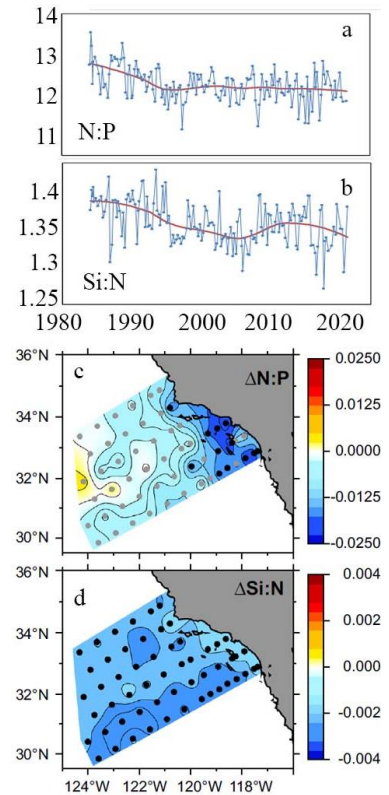 14
a
13
12
11
N:P
b
1.4
1.35
1.3
1.25
Si:N
1980 1990 2000 2010 2020
36°N
c
ΔN:P
34°N
32°N
30°N
0.0250
0.0125
0.0000
-0.0125
-0.0250
36°N
d
ΔSi:N
34°N
32°N
30°N
0.004
0.002
0.000
-0.002
-0.004
124°W 122°W 120°W 118°W